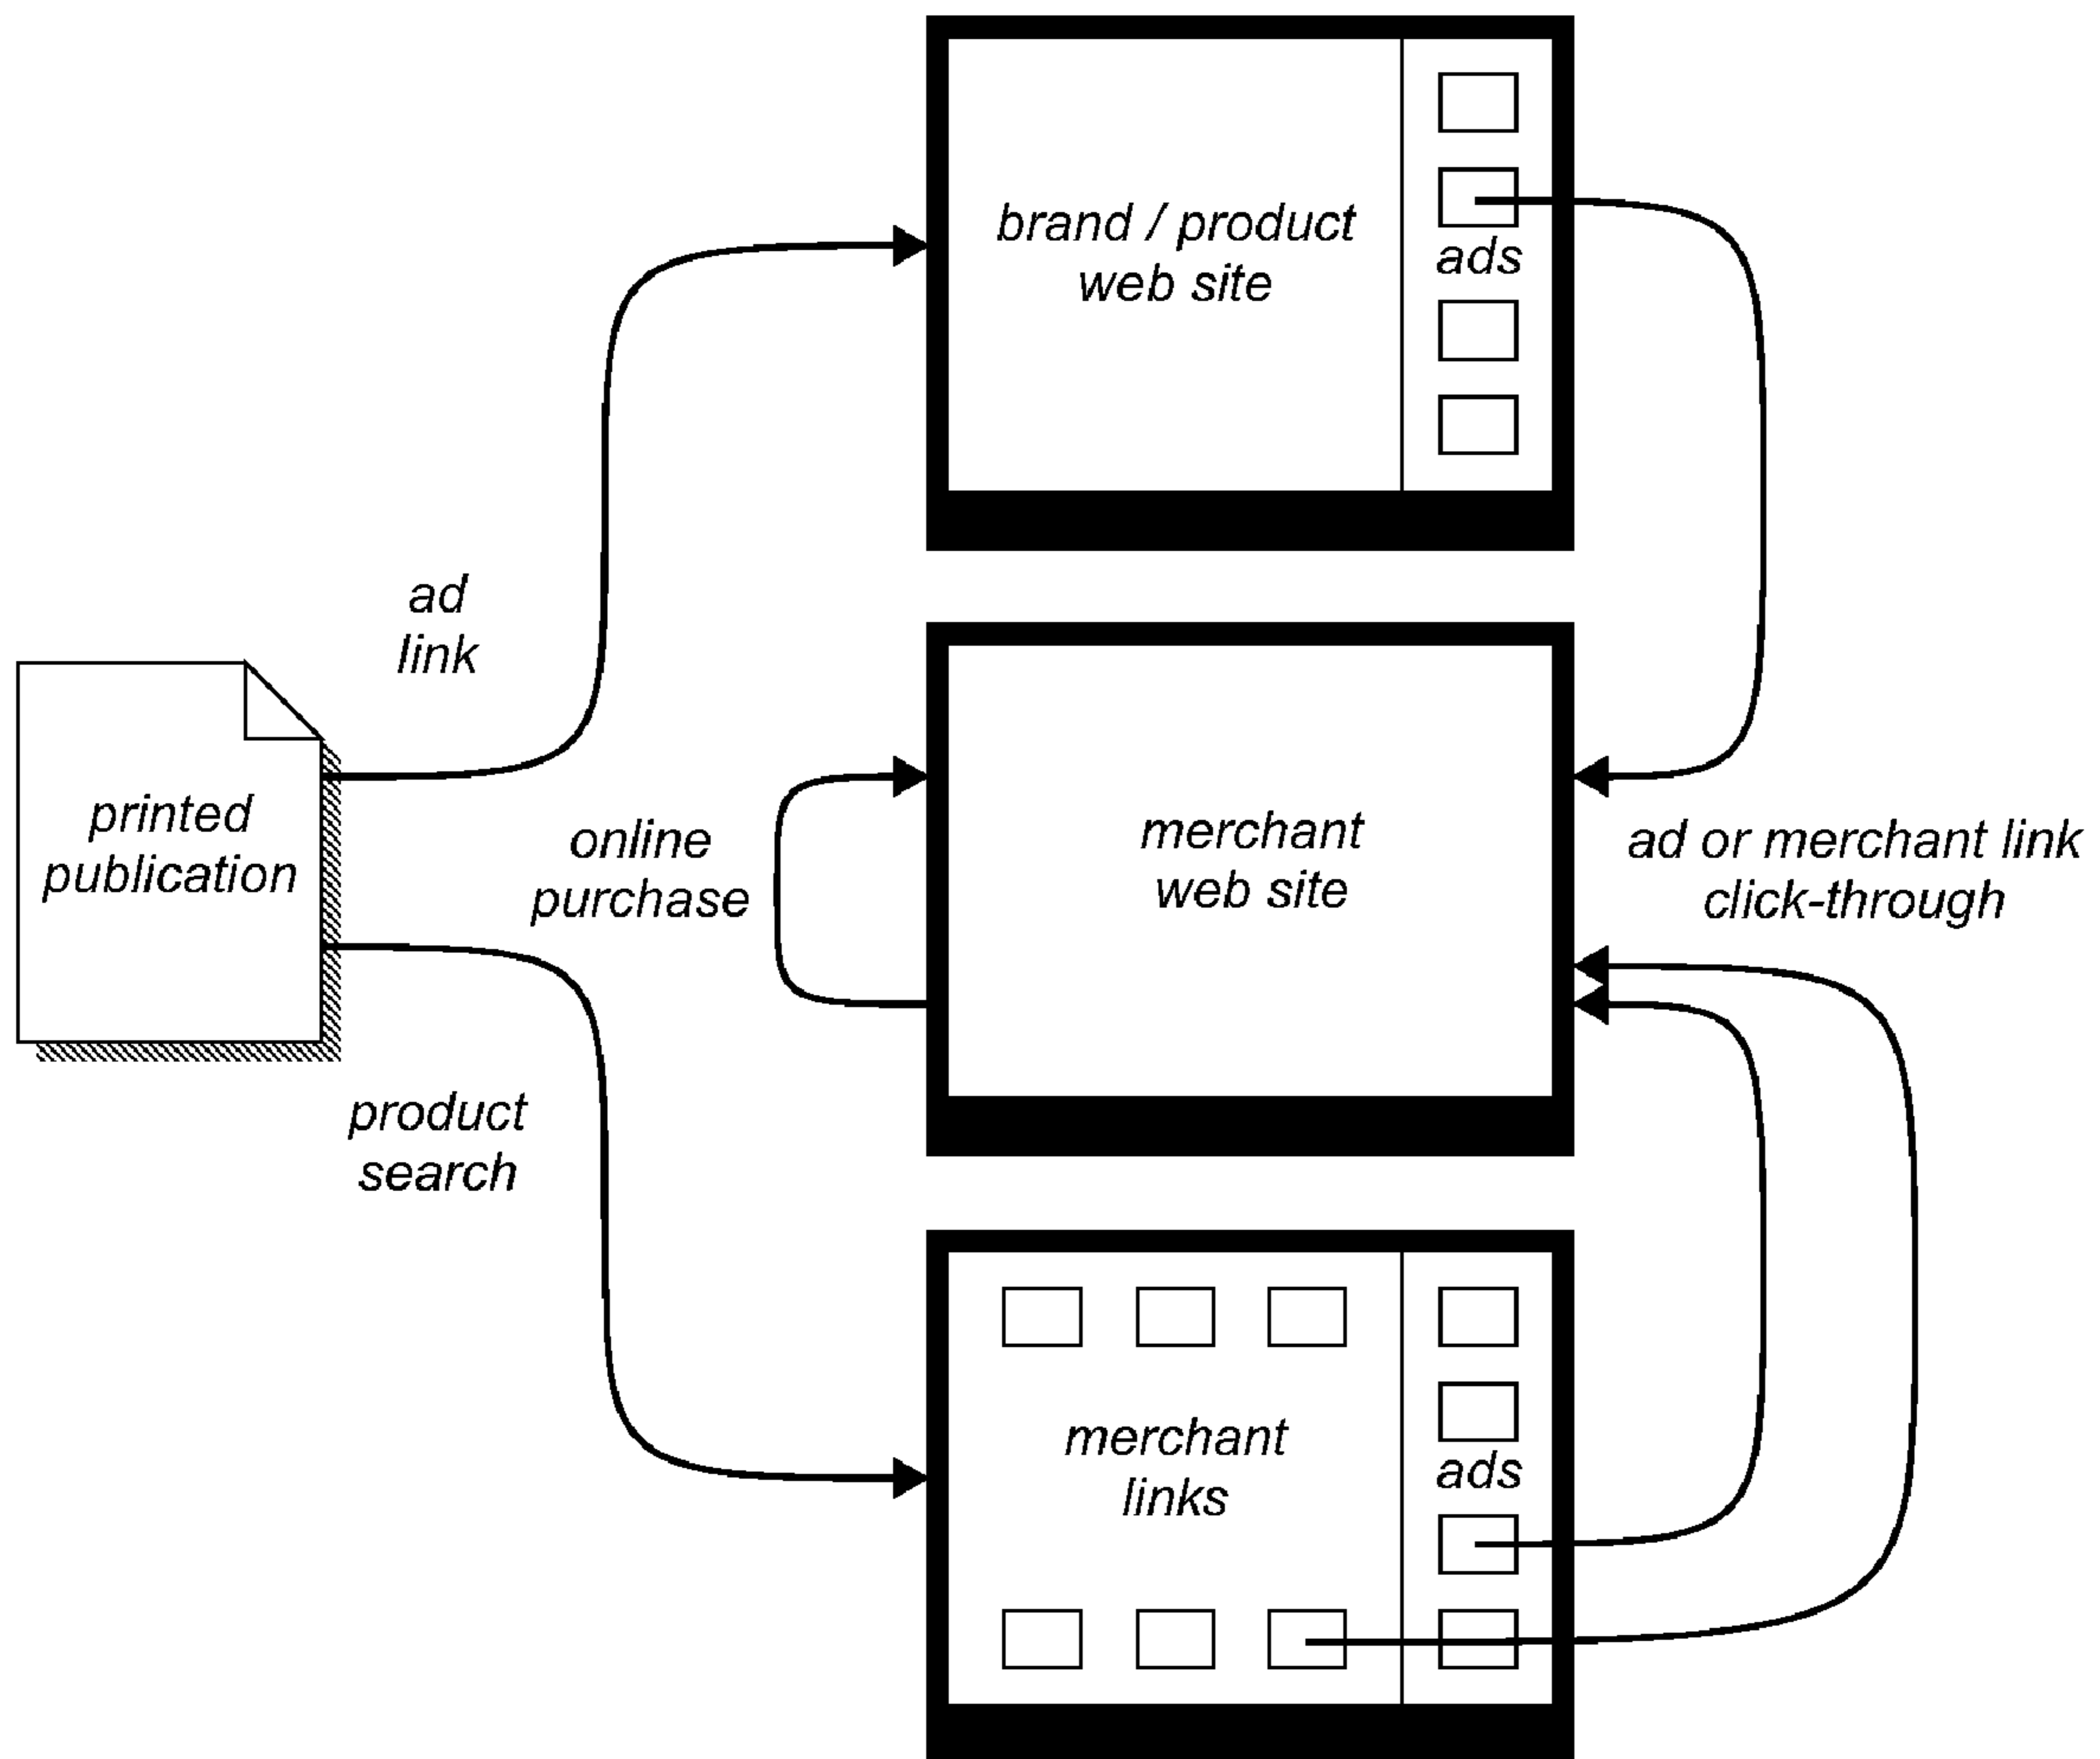 brand / product
web site
ads
ad
link
printed
publication
online
purchase
merchant
web site
ad or merchant link
click-through
product
search
merchant
links
ads